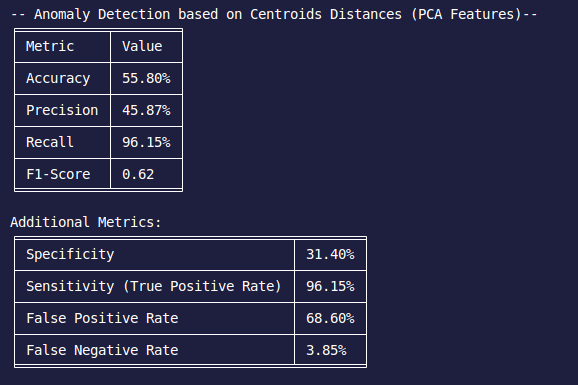 -- Anomaly Detection based on Centroids Distances (PCA Features)--
Metric Value
Accuracy 55.80%
Precision 45.87%
Recall 96.15%
F1-Score 0.62
Additional Metrics:
Specificity 31.40%
Sensitivity (True Positive Rate) 96.15%
False Positive Rate 68.60%
False Negative Rate 3.85%